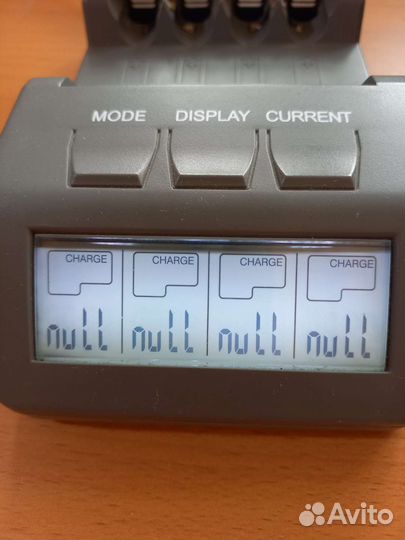 MODE DISPLAY CURRENT
CHARGE CHARGE CHARGE CHARGE
null null null null
Avito